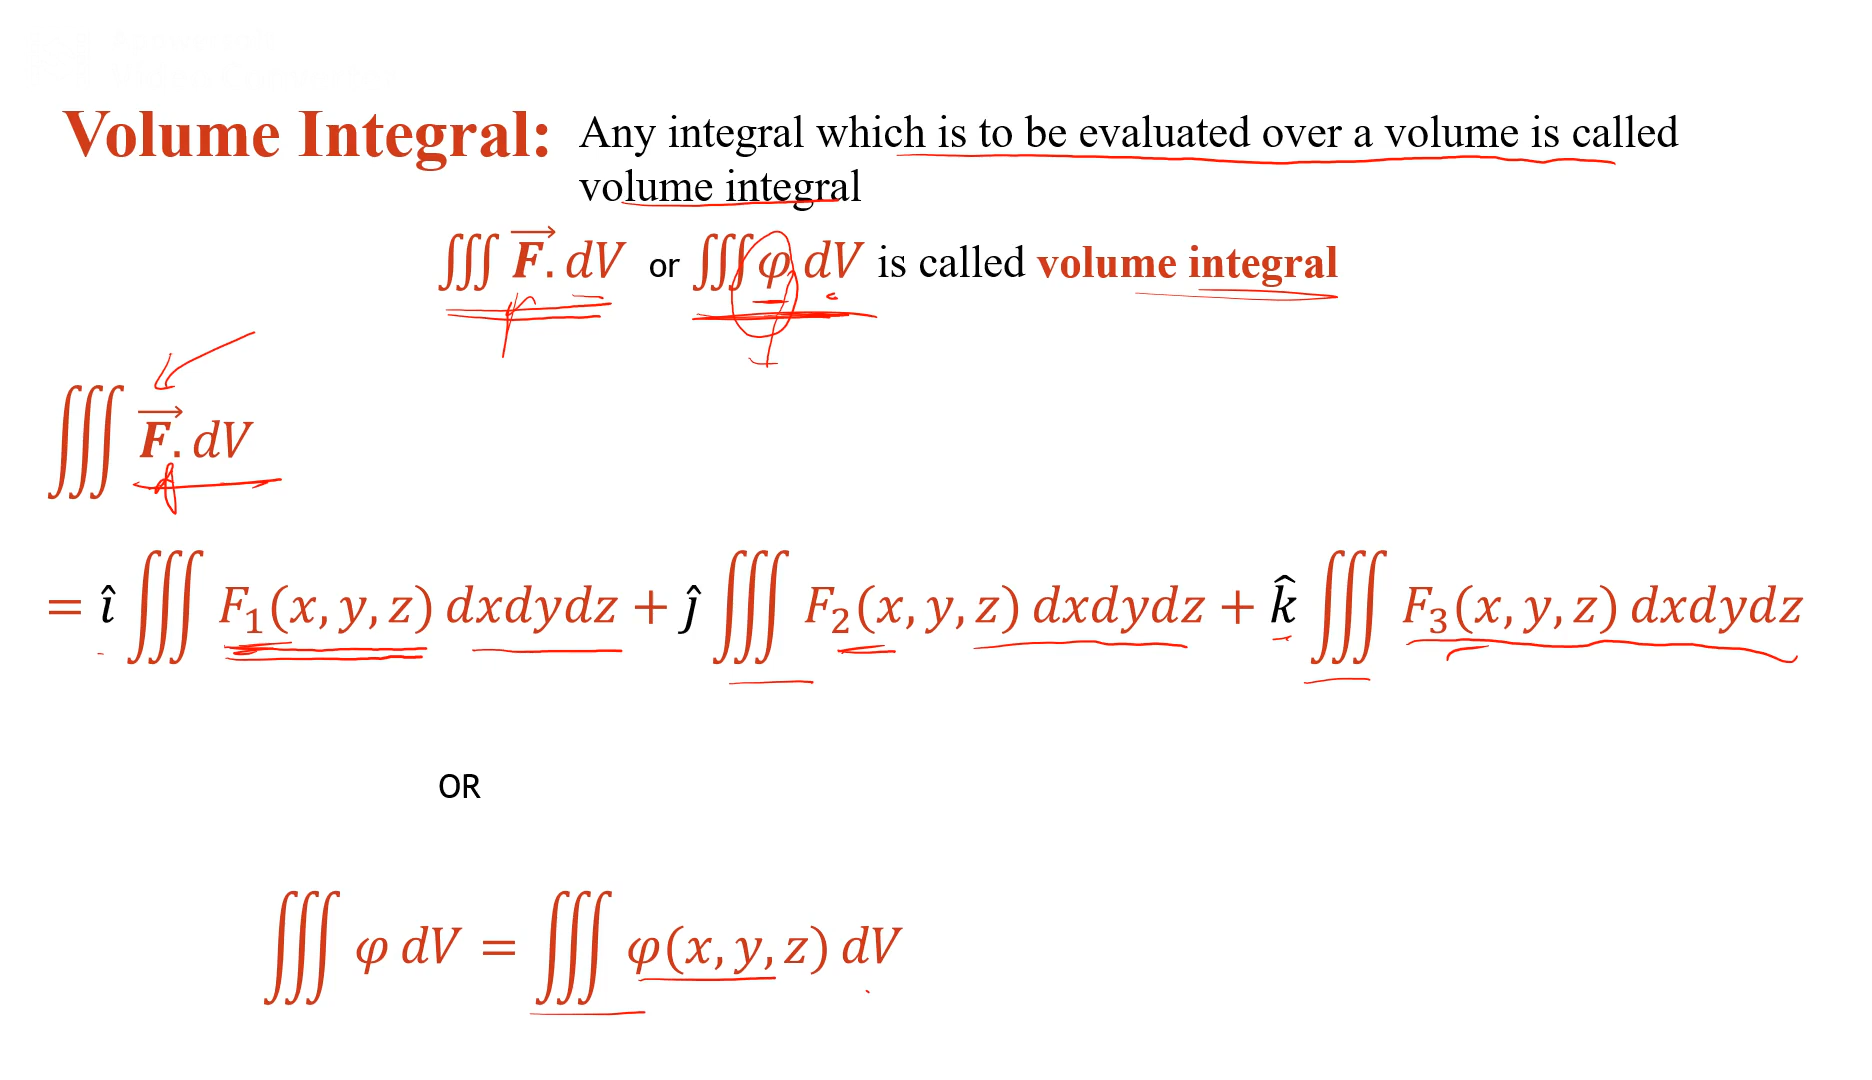 Volume Integral: Any integral which is to be evaluated over a volume is called
volume integral
∭ F⃗. dV or ∭ φ dV is called volume integral
∭ F⃗. dV
= î ∭ F₁(x, y, z) dxdydz + ĵ ∭ F₂(x, y, z) dxdydz + k̂ ∭ F₃(x, y, z) dxdydz
OR
∭ φ dV = ∭ φ(x, y, z) dV